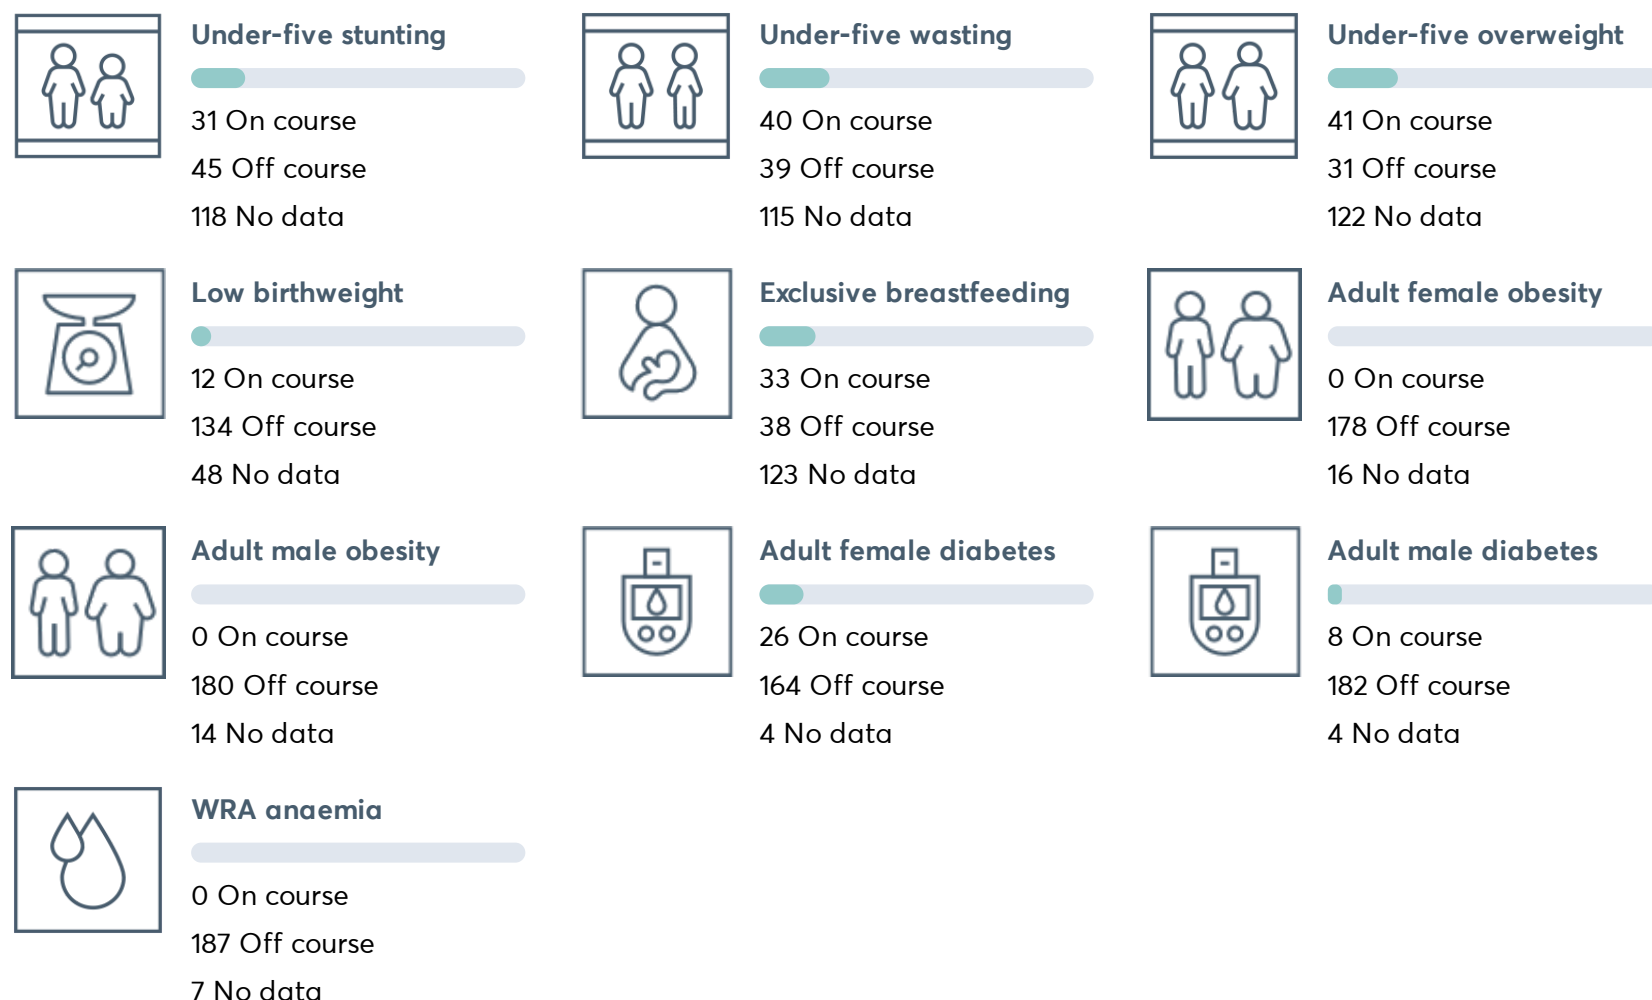 Under-five stunting
31 On course
45 Off course
118 No data
Under-five wasting
40 On course
39 Off course
115 No data
Under-five overweight
41 On course
31 Off course
122 No data
Low birthweight
12 On course
134 Off course
48 No data
Exclusive breastfeeding
33 On course
38 Off course
123 No data
Adult female obesity
0 On course
178 Off course
16 No data
Adult male obesity
0 On course
180 Off course
14 No data
Adult female diabetes
26 On course
164 Off course
4 No data
Adult male diabetes
8 On course
182 Off course
4 No data
WRA anaemia
0 On course
187 Off course
7 No data